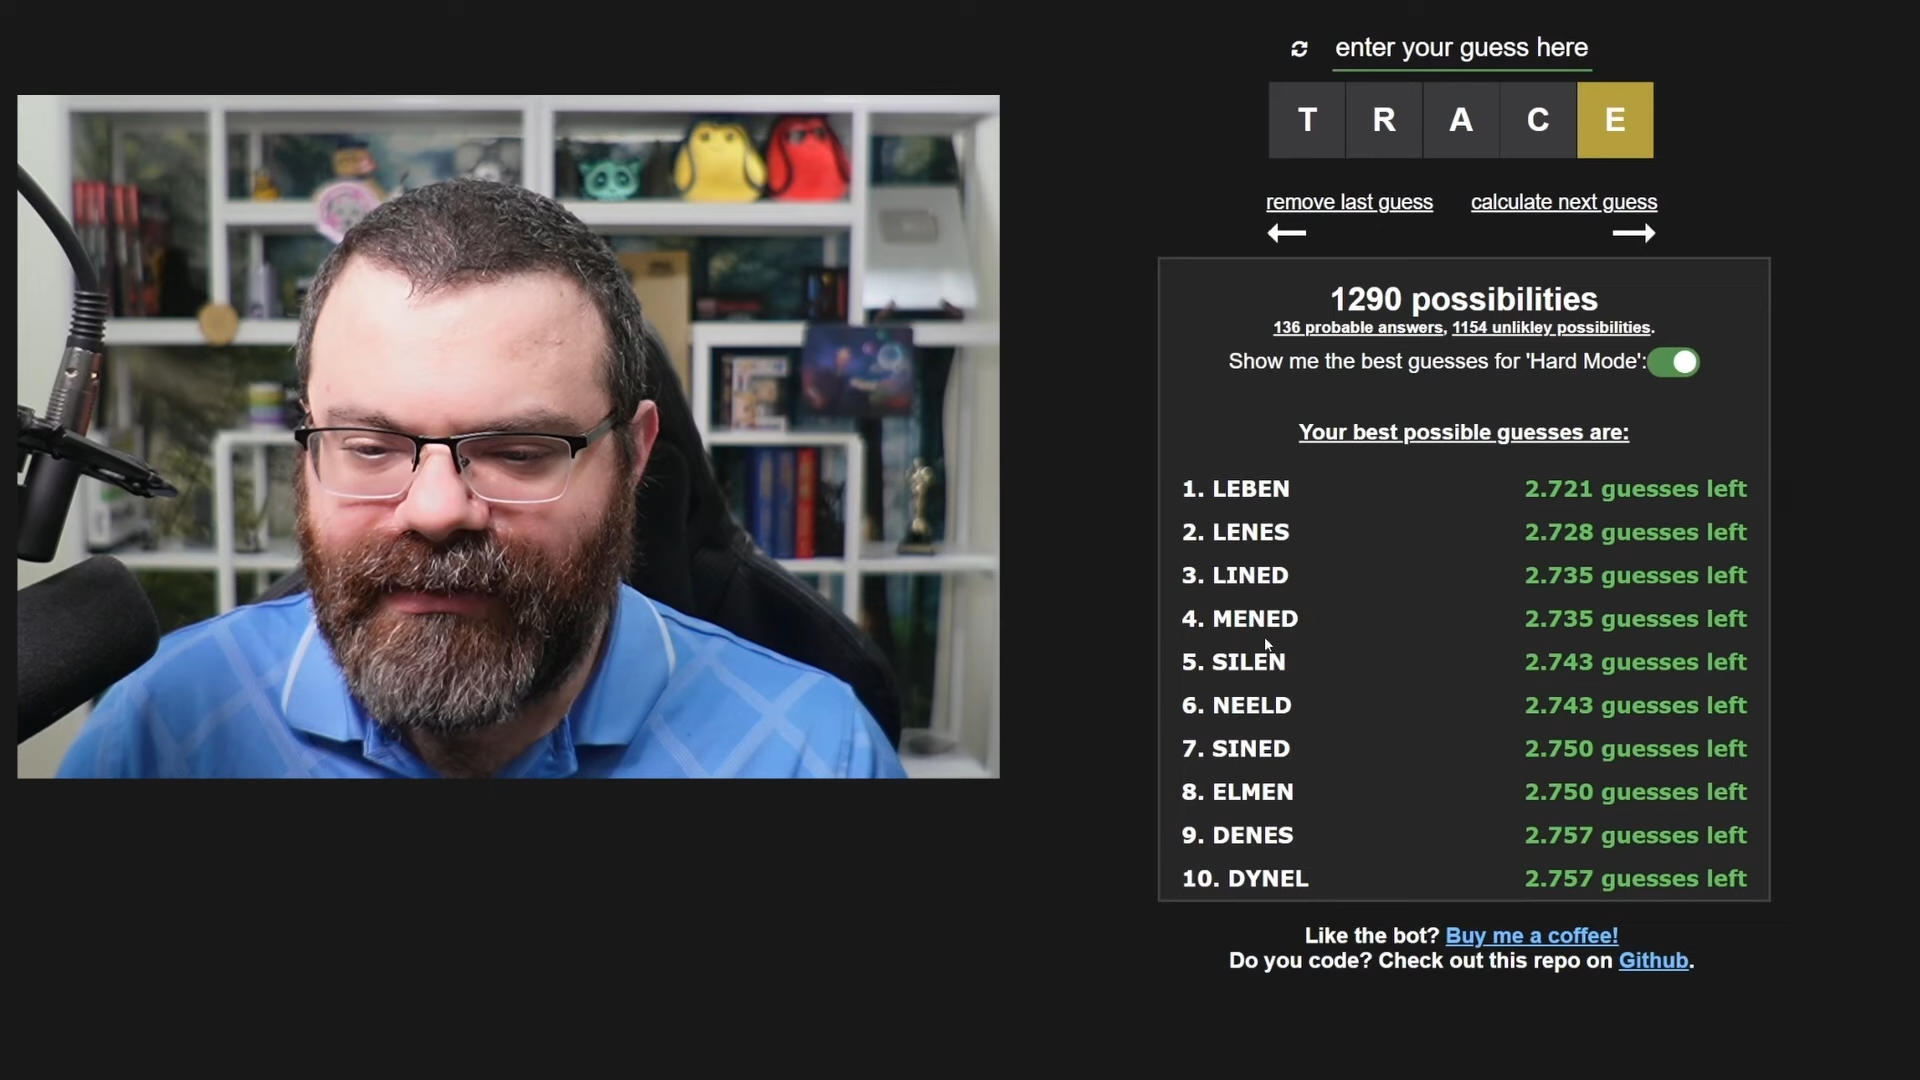 enter your guess here
T R A C E
remove last guess calculate next guess
1290 possibilities
136 probable answers, 1154 unlikley possibilities.
Show me the best guesses for 'Hard Mode':
Your best possible guesses are:
1. LEBEN 2.721 guesses left
2. LENES 2.728 guesses left
3. LINED 2.735 guesses left
4. MENED 2.735 guesses left
5. SILEN 2.743 guesses left
6. NEELD 2.743 guesses left
7. SINED 2.750 guesses left
8. ELMEN 2.750 guesses left
9. DENES 2.757 guesses left
10. DYNEL 2.757 guesses left
Like the bot? Buy me a coffee!
Do you code? Check out this repo on Github.